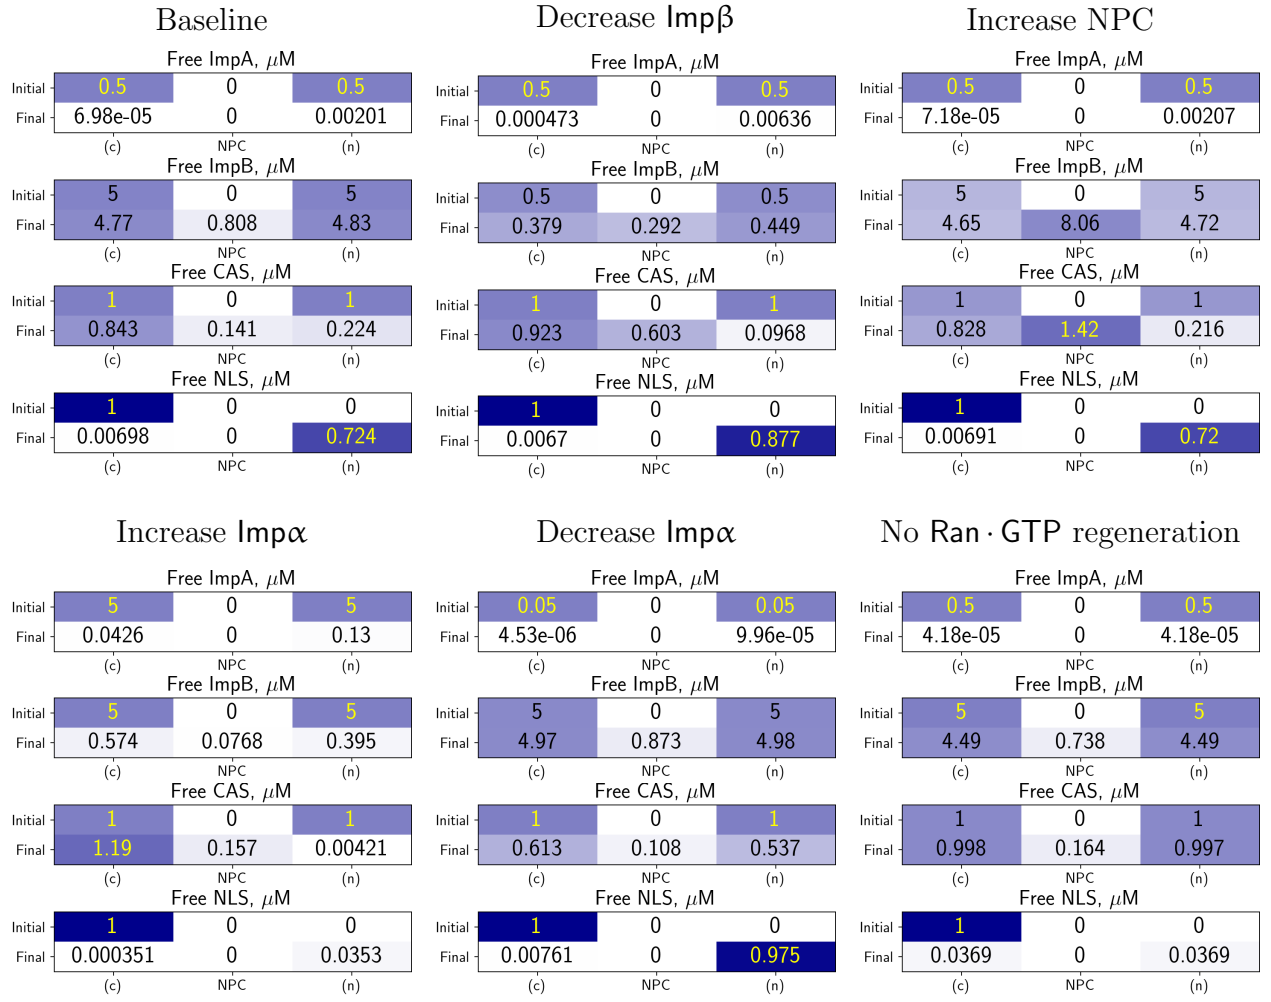 Baseline
Free ImpA, μM
Initial 0.5 0 0.5
Final 6.98e-05 0 0.00201
(c) NPC (n)
Free ImpB, μM
Initial 5 0 5
Final 4.77 0.808 4.83
(c) NPC (n)
Free CAS, μM
Initial 1 0 1
Final 0.843 0.141 0.224
(c) NPC (n)
Free NLS, μM
Initial 1 0 0
Final 0.00698 0 0.724
(c) NPC (n)
Decrease Impβ
Free ImpA, μM
Initial 0.5 0 0.5
Final 0.000473 0 0.00636
(c) NPC (n)
Free ImpB, μM
Initial 0.5 0 0.5
Final 0.379 0.292 0.449
(c) NPC (n)
Free CAS, μM
Initial 1 0 1
Final 0.923 0.603 0.0968
(c) NPC (n)
Free NLS, μM
Initial 1 0 0
Final 0.0067 0 0.877
(c) NPC (n)
Increase NPC
Free ImpA, μM
Initial 0.5 0 0.5
Final 7.18e-05 0 0.00207
(c) NPC (n)
Free ImpB, μM
Initial 5 0 5
Final 4.65 8.06 4.72
(c) NPC (n)
Free CAS, μM
Initial 1 0 1
Final 0.828 1.42 0.216
(c) NPC (n)
Free NLS, μM
Initial 1 0 0
Final 0.00691 0 0.72
(c) NPC (n)
Increase Impα
Free ImpA, μM
Initial 5 0 5
Final 0.0426 0 0.13
(c) NPC (n)
Free ImpB, μM
Initial 5 0 5
Final 0.574 0.0768 0.395
(c) NPC (n)
Free CAS, μM
Initial 1 0 1
Final 1.19 0.157 0.00421
(c) NPC (n)
Free NLS, μM
Initial 1 0 0
Final 0.000351 0 0.0353
(c) NPC (n)
Decrease Impα
Free ImpA, μM
Initial 0.05 0 0.05
Final 4.53e-06 0 9.96e-05
(c) NPC (n)
Free ImpB, μM
Initial 5 0 5
Final 4.97 0.873 4.98
(c) NPC (n)
Free CAS, μM
Initial 1 0 1
Final 0.613 0.108 0.537
(c) NPC (n)
Free NLS, μM
Initial 1 0 0
Final 0.00761 0 0.975
(c) NPC (n)
No Ran · GTP regeneration
Free ImpA, μM
Initial 0.5 0 0.5
Final 4.18e-05 0 4.18e-05
(c) NPC (n)
Free ImpB, μM
Initial 5 0 5
Final 4.49 0.738 4.49
(c) NPC (n)
Free CAS, μM
Initial 1 0 1
Final 0.998 0.164 0.997
(c) NPC (n)
Free NLS, μM
Initial 1 0 0
Final 0.0369 0 0.0369
(c) NPC (n)